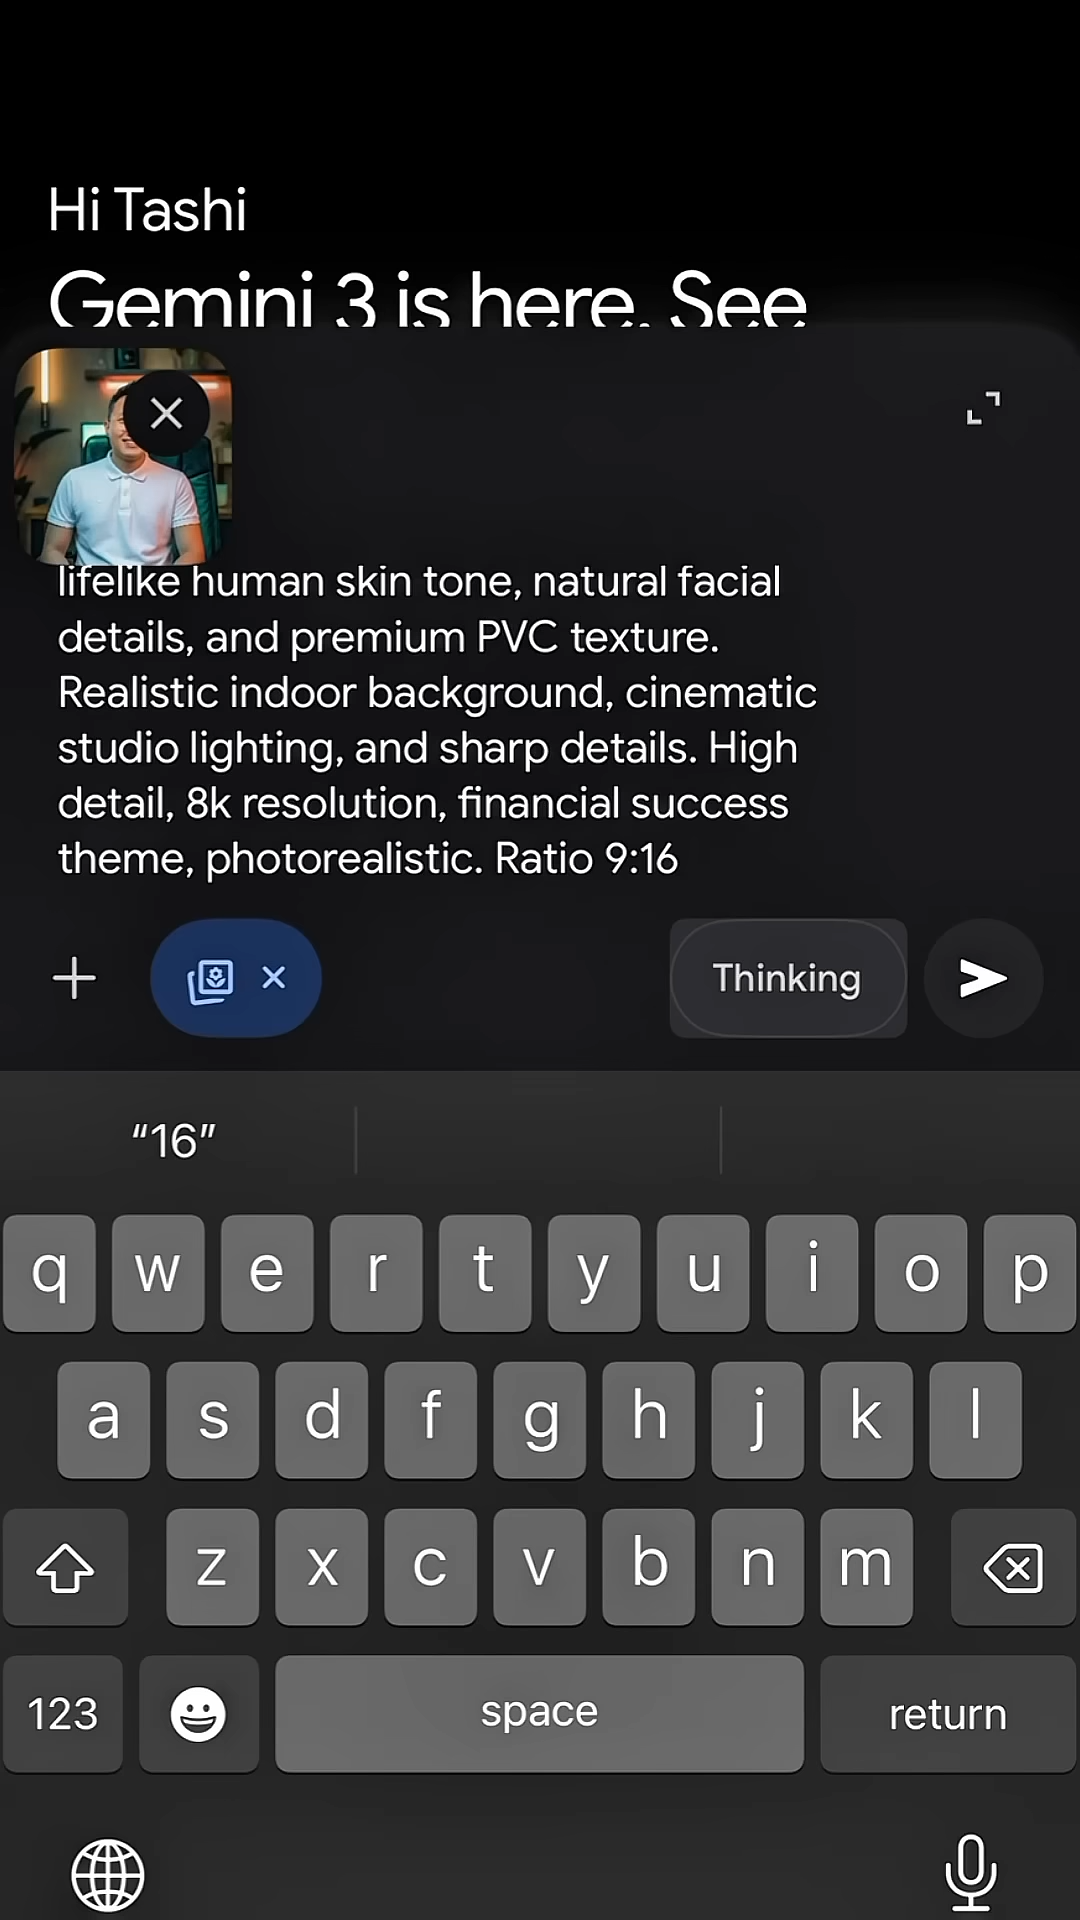 Hi Tashi
Gemini 3 is here. See
lifelike human skin tone, natural facial
details, and premium PVC texture.
Realistic indoor background, cinematic
studio lighting, and sharp details. High
detail, 8k resolution, financial success
theme, photorealistic. Ratio 9:16
Thinking
“16”
q w e r t y u i o p
a s d f g h j k l
z x c v b n m
123 space return